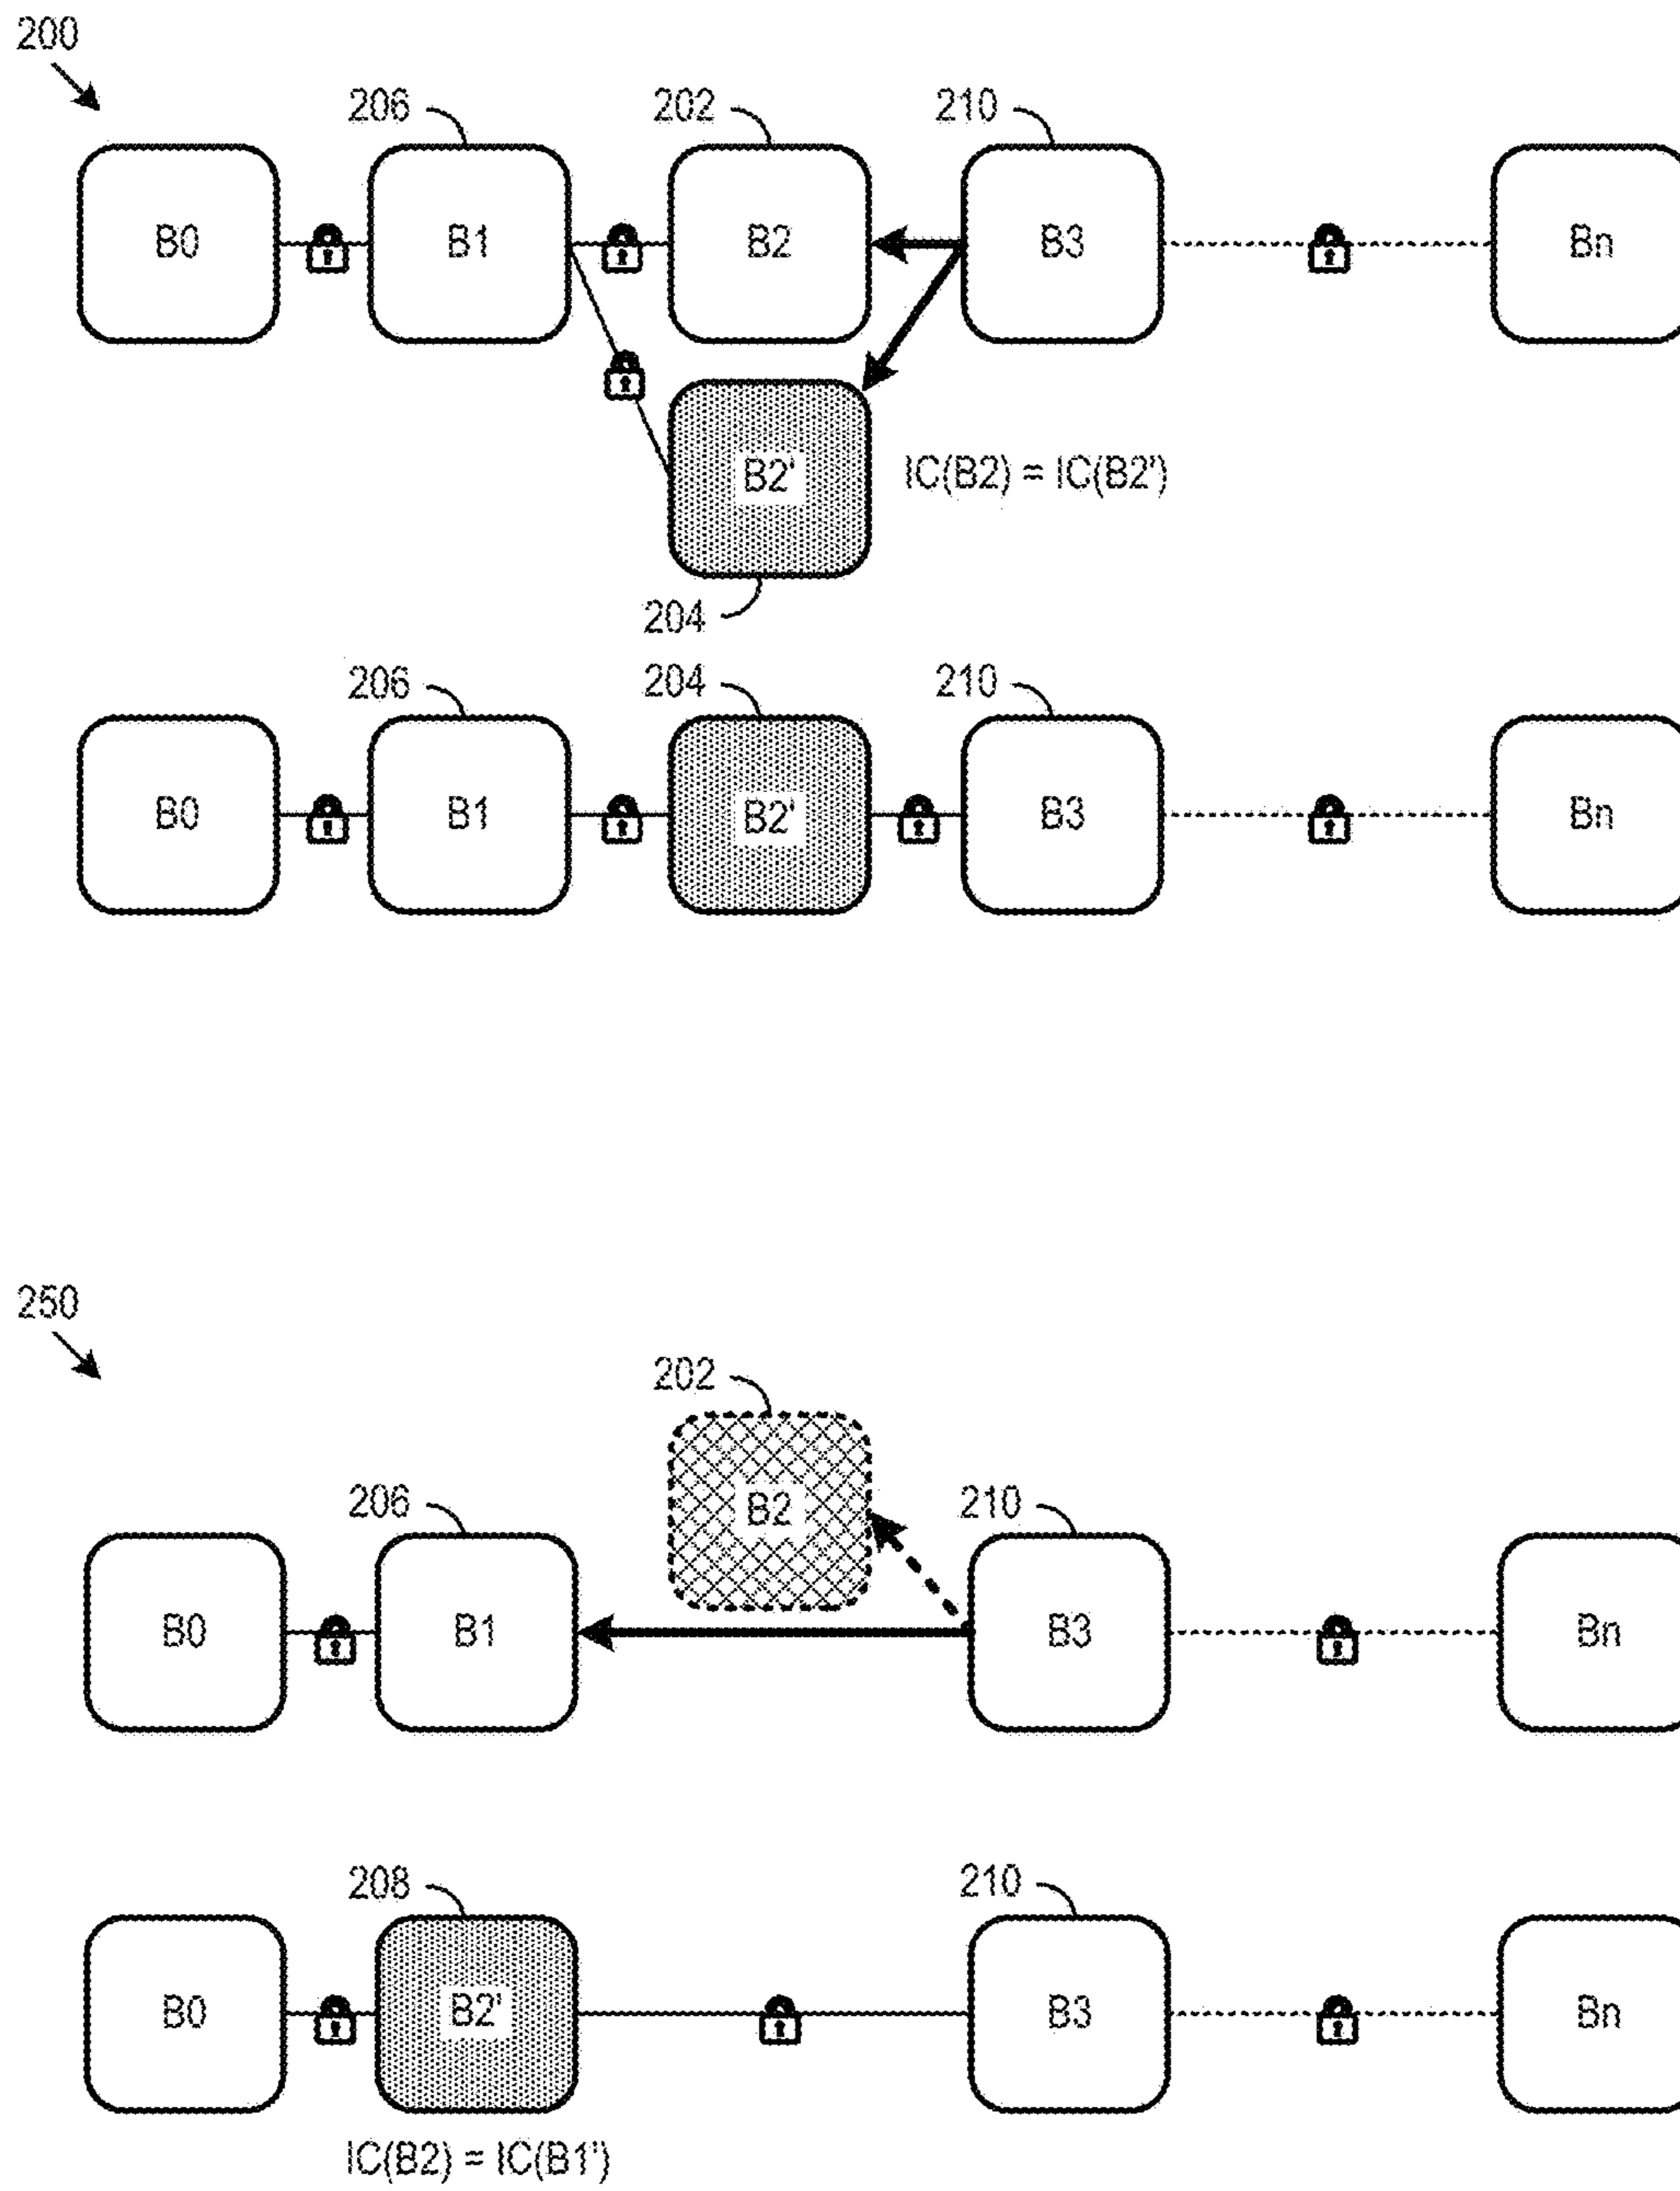 200
206 202 210
B0 B1 B2 B3 Bn
B2' IC(B2) = IC(B2')
204
206 204 210
B0 B1 B2' B3 Bn
250
202
B2
206 210
B0 B1 B3 Bn
208 210
B0 B2' B3 Bn
IC(B2) = IC(B1')